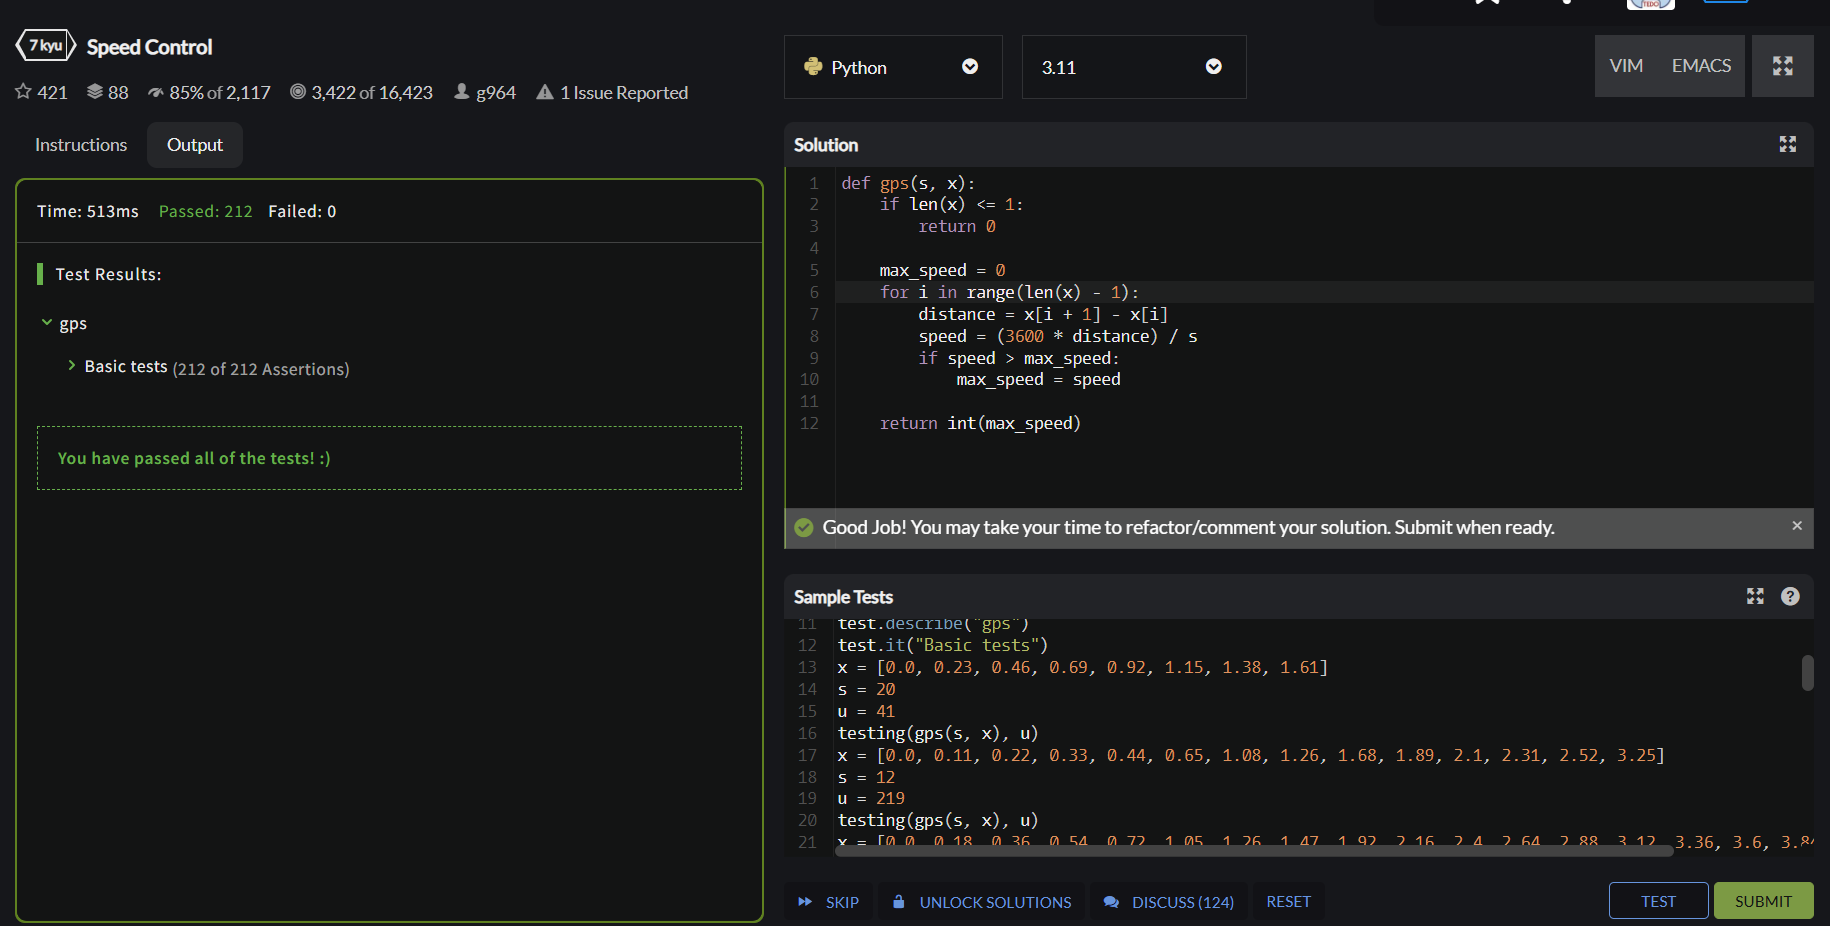 7 kyu Speed Control
421 88 85% of 2,117 3,422 of 16,423 g964 1 Issue Reported
Instructions Output
Time: 513ms Passed: 212 Failed: 0
Test Results:
gps
Basic tests (212 of 212 Assertions)
You have passed all of the tests! :)
Python 3.11 VIM EMACS
Solution
1 def gps(s, x):
2     if len(x) <= 1:
3         return 0
4
5     max_speed = 0
6     for i in range(len(x) - 1):
7         distance = x[i + 1] - x[i]
8         speed = (3600 * distance) / s
9         if speed > max_speed:
10             max_speed = speed
11
12     return int(max_speed)
Good Job! You may take your time to refactor/comment your solution. Submit when ready.
Sample Tests
11 test.describe("gps")
12 test.it("Basic tests")
13 x = [0.0, 0.23, 0.46, 0.69, 0.92, 1.15, 1.38, 1.61]
14 s = 20
15 u = 41
16 testing(gps(s, x), u)
17 x = [0.0, 0.11, 0.22, 0.33, 0.44, 0.65, 1.08, 1.26, 1.68, 1.89, 2.1, 2.31, 2.52, 3.25]
18 s = 12
19 u = 219
20 testing(gps(s, x), u)
21 x = [0.0, 0.18, 0.36, 0.54, 0.72, 1.05, 1.26, 1.47, 1.92, 2.16, 2.4, 2.64, 2.88, 3.12, 3.36, 3.6, 3.84
SKIP UNLOCK SOLUTIONS DISCUSS (124) RESET TEST SUBMIT